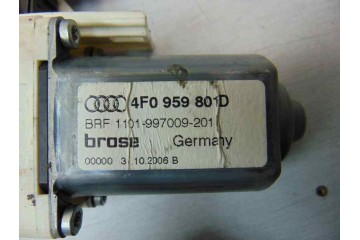 4F0 959 801D
BRF 1101-997009-201
brose Germany
00000 3.10.2006 B